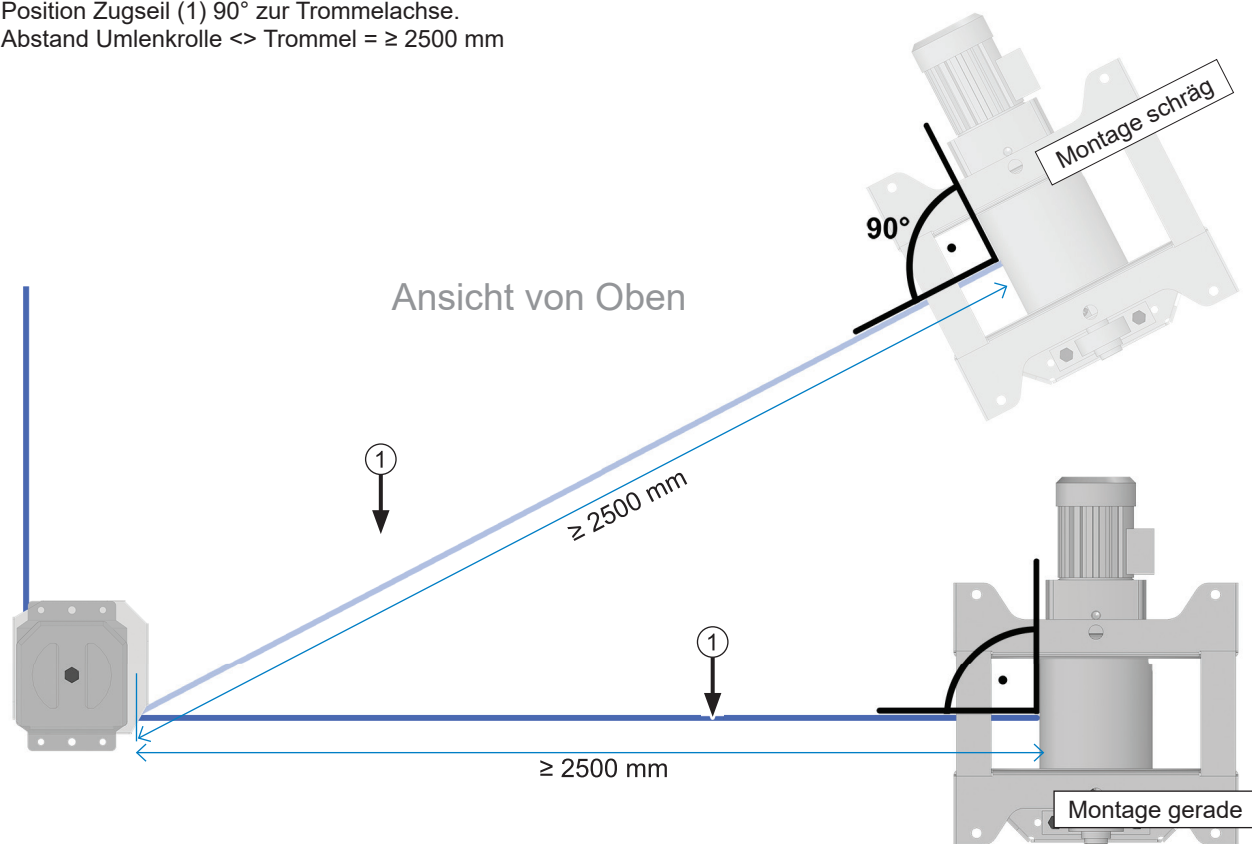 Position Zugseil (1) 90° zur Trommelachse.
Abstand Umlenkrolle <> Trommel = ≥ 2500 mm
Montage schräg
90°
Ansicht von Oben
1
≥ 2500 mm
1
≥ 2500 mm
Montage gerade